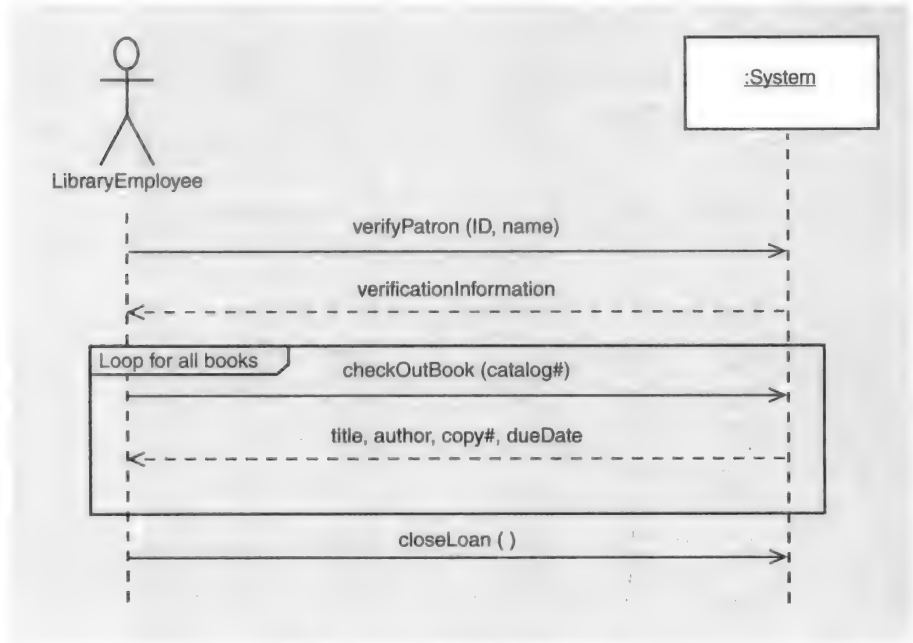 :System
LibraryEmployee
verifyPatron (ID, name)
verificationInformation
Loop for all books
checkOutBook (catalog#)
title, author, copy#, dueDate
closeLoan ( )